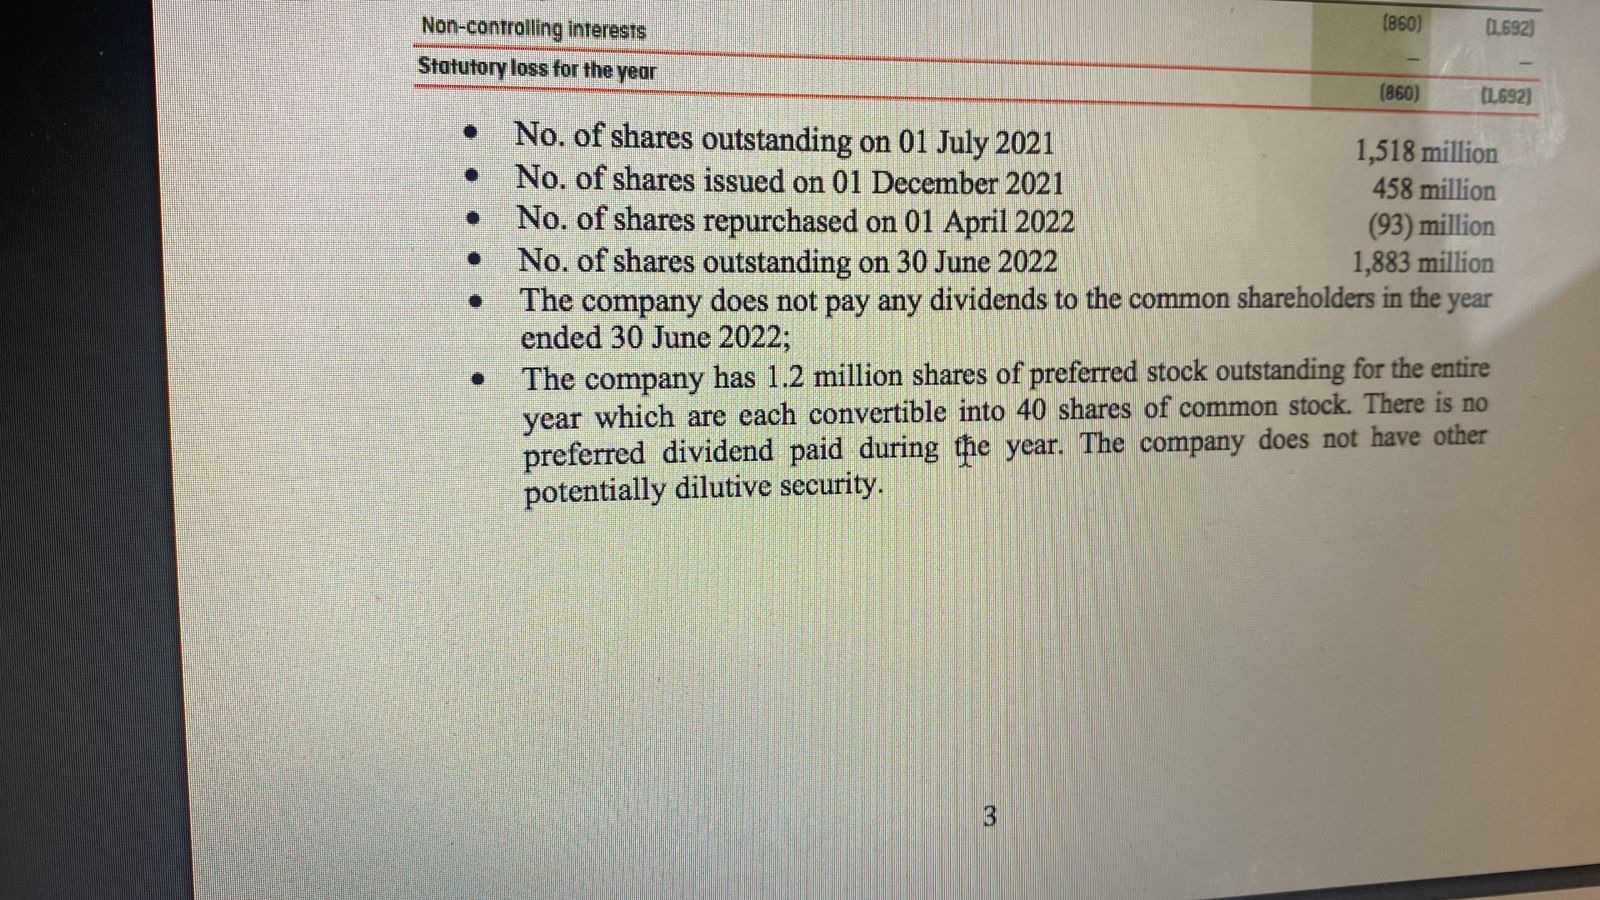 Non-controlling interests (860) (1,692)
– –
Statutory loss for the year (860) (1,692)
• No. of shares outstanding on 01 July 2021 1,518 million
• No. of shares issued on 01 December 2021 458 million
• No. of shares repurchased on 01 April 2022 (93) million
• No. of shares outstanding on 30 June 2022 1,883 million
• The company does not pay any dividends to the common shareholders in the year
ended 30 June 2022;
• The company has 1.2 million shares of preferred stock outstanding for the entire
year which are each convertible into 40 shares of common stock. There is no
preferred dividend paid during the year. The company does not have other
potentially dilutive security.
3